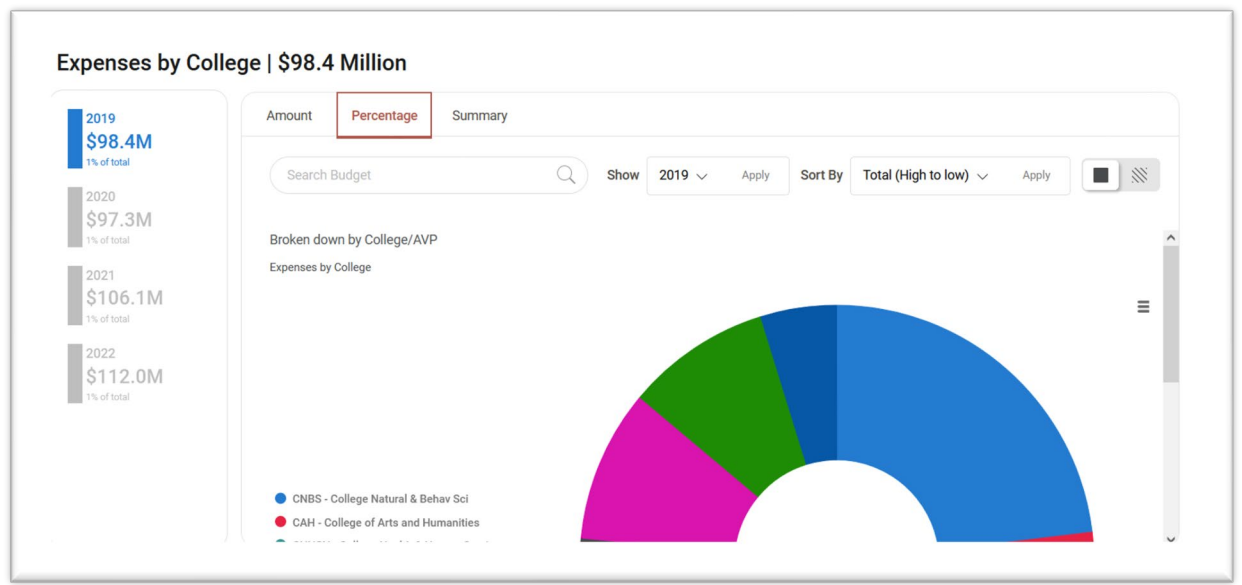 Expenses by College | $98.4 Million
2019
$98.4M
1% of total
2020
$97.3M
1% of total
2021
$106.1M
1% of total
2022
$112.0M
1% of total
Amount Percentage Summary
Search Budget Show 2019 Apply Sort By Total (High to low) Apply
Broken down by College/AVP
Expenses by College
CNBS - College Natural & Behav Sci
CAH - College of Arts and Humanities